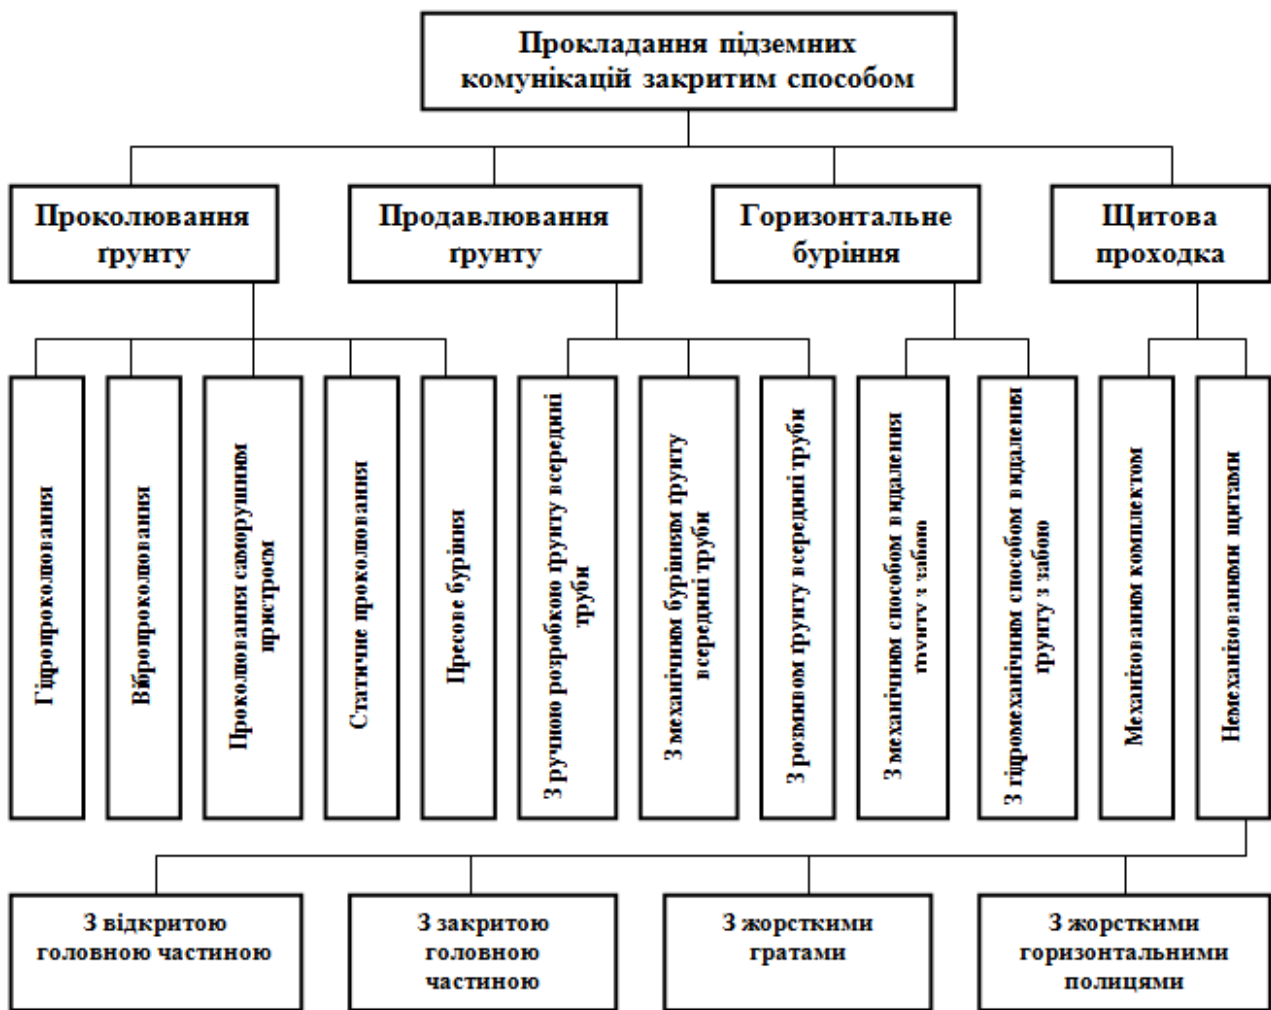 Прокладання підземних
комунікацій закритим способом
Проколювання
ґрунту
Продавлювання
ґрунту
Горизонтальне
буріння
Щитова
проходка
Гідропроколювання
Вібропроколювання
Проколювання саморушним
пристроєм
Статичне проколювання
Пресове буріння
З ручною розробкою ґрунту всередині
труби
З механічним бурінням ґрунту
всередині труби
З розмивом ґрунту всередині труби
З механічним способом видалення
ґрунту з забою
З гідромеханічним способом видалення
ґрунту з забою
Механізованим комплектом
Немеханізованими щитами
З відкритою
головною частиною
З закритою
головною
частиною
З жорсткими
гратами
З жорсткими
горизонтальними
полицями